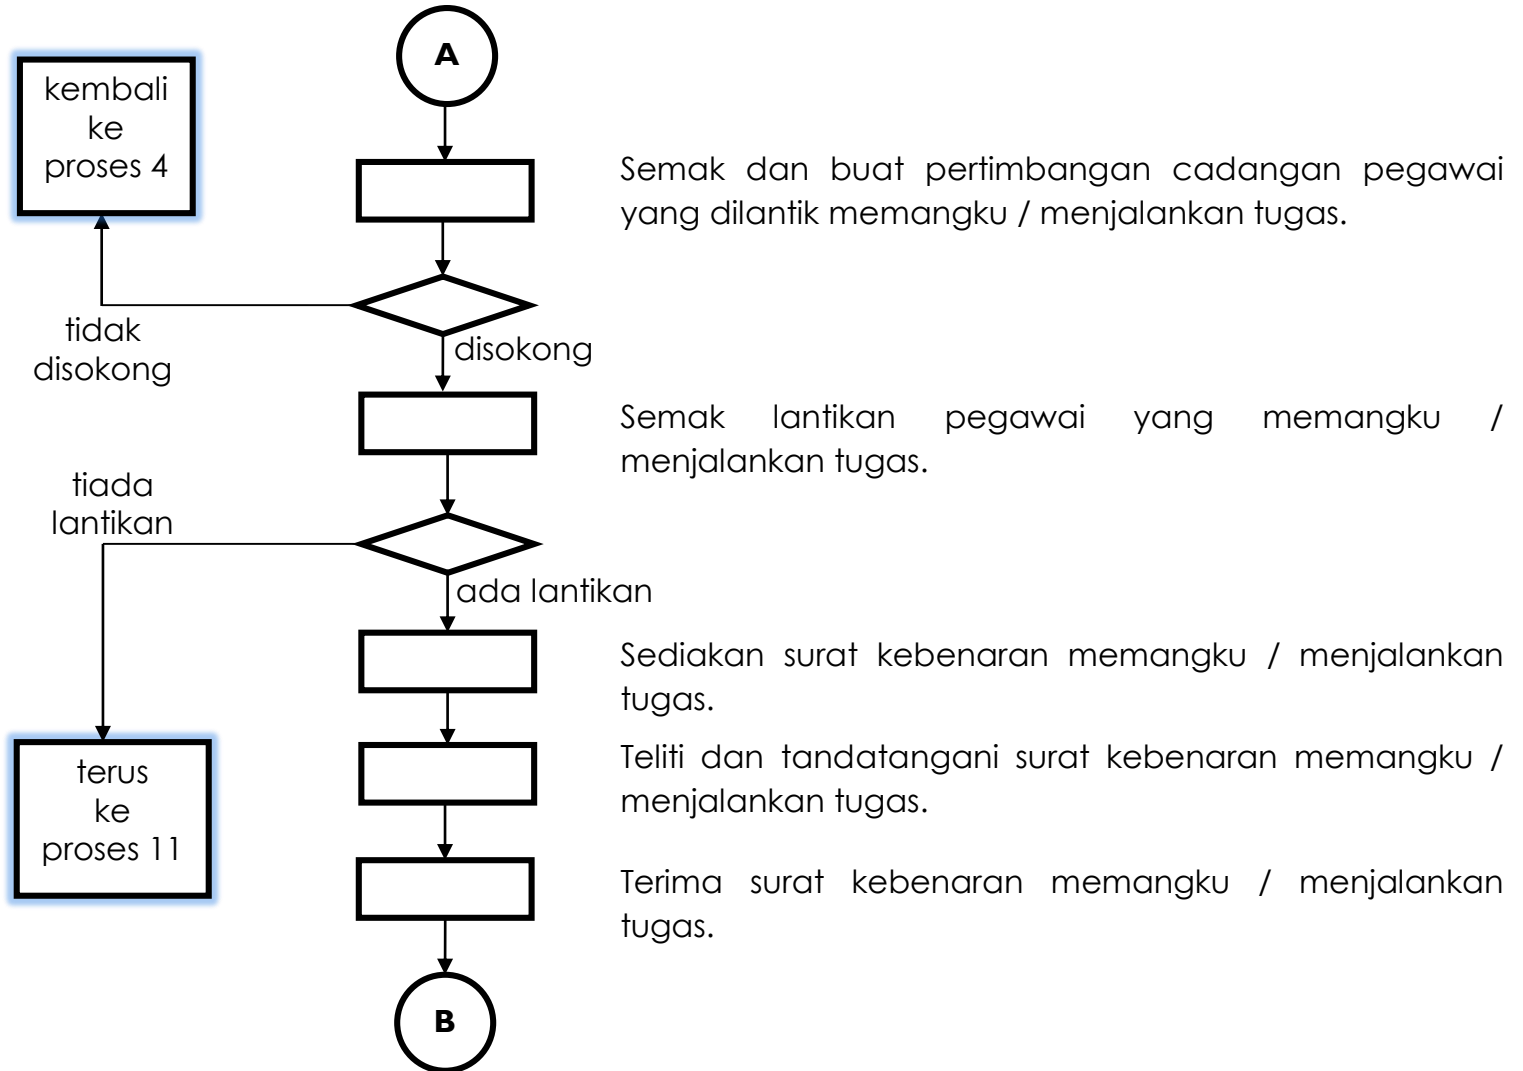 A
kembali
ke
proses 4
Semak dan buat pertimbangan cadangan pegawai
yang dilantik memangku / menjalankan tugas.
tidak
disokong
disokong
Semak lantikan pegawai yang memangku /
menjalankan tugas.
tiada
lantikan
ada lantikan
Sediakan surat kebenaran memangku / menjalankan
tugas.
Teliti dan tandatangani surat kebenaran memangku /
menjalankan tugas.
terus
ke
proses 11
Terima surat kebenaran memangku / menjalankan
tugas.
B